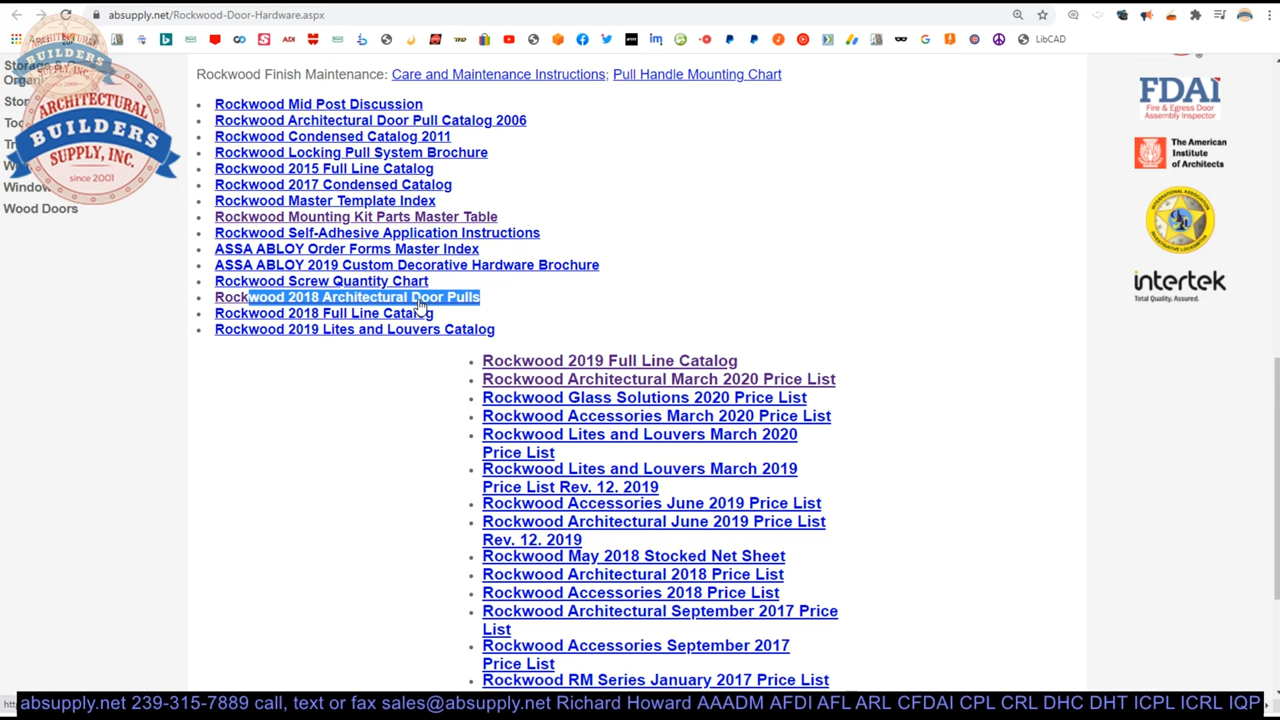 absupply.net/Rockwood-Door-Hardware.aspx
LibCAD
ARCHITECTURAL
BUILDERS
SUPPLY, INC.
since 2001
Window
Wood Doors
Rockwood Finish Maintenance: Care and Maintenance Instructions; Pull Handle Mounting Chart
Rockwood Mid Post Discussion
Rockwood Architectural Door Pull Catalog 2006
Rockwood Condensed Catalog 2011
Rockwood Locking Pull System Brochure
Rockwood 2015 Full Line Catalog
Rockwood 2017 Condensed Catalog
Rockwood Master Template Index
Rockwood Mounting Kit Parts Master Table
Rockwood Self-Adhesive Application Instructions
ASSA ABLOY Order Forms Master Index
ASSA ABLOY 2019 Custom Decorative Hardware Brochure
Rockwood Screw Quantity Chart
Rockwood 2018 Architectural Door Pulls
Rockwood 2018 Full Line Catalog
Rockwood 2019 Lites and Louvers Catalog
Rockwood 2019 Full Line Catalog
Rockwood Architectural March 2020 Price List
Rockwood Glass Solutions 2020 Price List
Rockwood Accessories March 2020 Price List
Rockwood Lites and Louvers March 2020
Price List
Rockwood Lites and Louvers March 2019
Price List Rev. 12. 2019
Rockwood Accessories June 2019 Price List
Rockwood Architectural June 2019 Price List
Rev. 12. 2019
Rockwood May 2018 Stocked Net Sheet
Rockwood Architectural 2018 Price List
Rockwood Accessories 2018 Price List
Rockwood Architectural September 2017 Price
List
Rockwood Accessories September 2017
Price List
Rockwood RM Series January 2017 Price List
FDAI
Fire & Egress Door
Assembly Inspector
The American
Institute
of Architects
intertek
Total Quality. Assured.
absupply.net 239-315-7889 call, text or fax sales@absupply.net Richard Howard AAADM AFDI AFL ARL CFDAI CPL CRL DHC DHT ICPL ICRL IQP